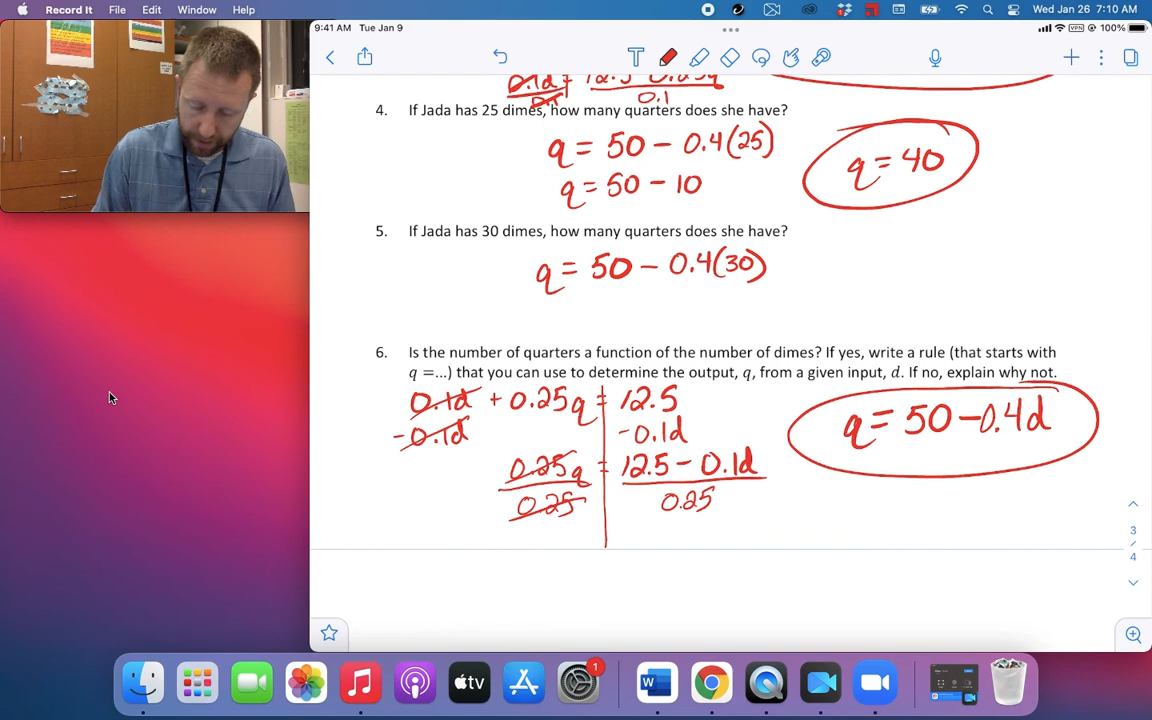 Record It File Edit Window Help
Wed Jan 26 7:10 AM
9:41 AM Tue Jan 9
VPN 100%
0.1
4. If Jada has 25 dimes, how many quarters does she have?
q = 50 - 0.4(25)
q = 50 - 10
q = 40
5. If Jada has 30 dimes, how many quarters does she have?
q = 50 - 0.4(30)
6. Is the number of quarters a function of the number of dimes? If yes, write a rule (that starts with
q =...) that you can use to determine the output, q, from a given input, d. If no, explain why not.
0.1d + 0.25q = 12.5
-0.1d -0.1d
0.25q = 12.5 - 0.1d
0.25 0.25
q = 50 - 0.4d
3
/
4
1
tv
W